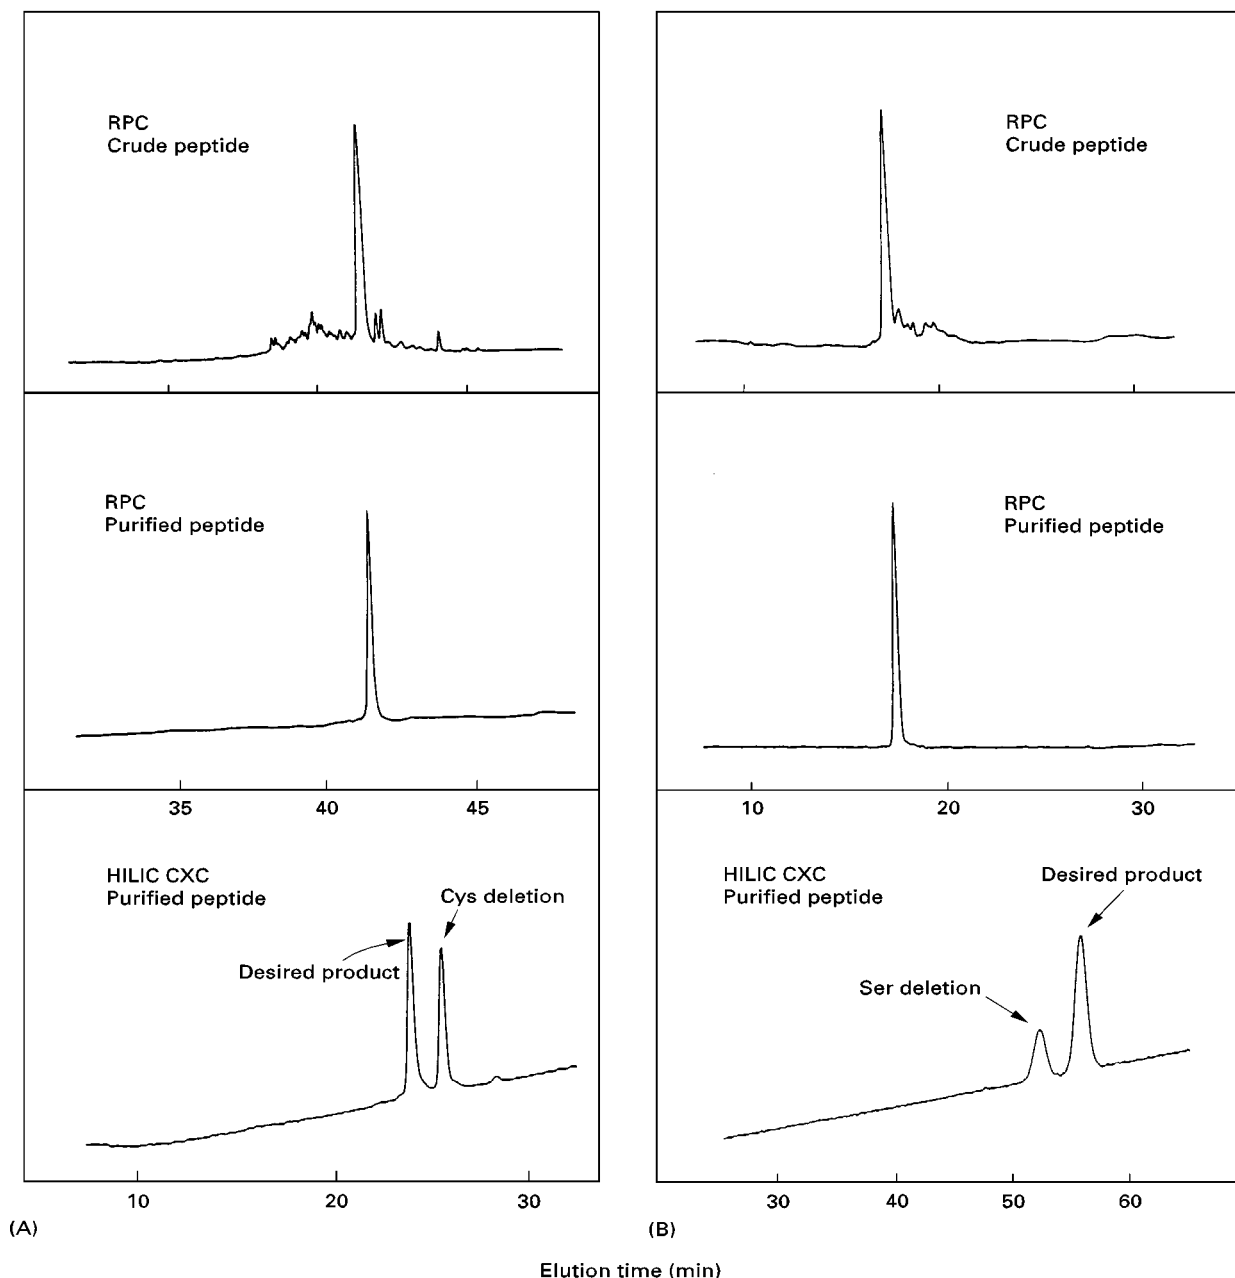 RPC
Crude peptide
RPC
Purified peptide
35 40 45
HILIC CXC
Purified peptide
Cys deletion
Desired product
10 20 30
(A)
RPC
Crude peptide
RPC
Purified peptide
10 20 30
HILIC CXC
Purified peptide
Desired product
Ser deletion
30 40 50 60
(B)
Elution time (min)